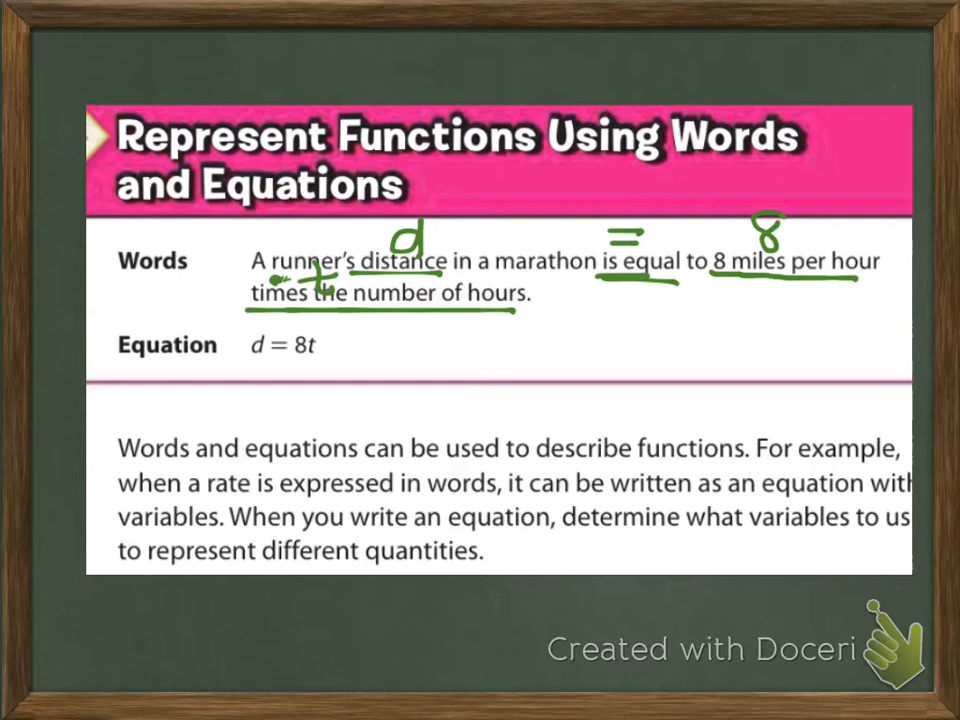 Represent Functions Using Words
and Equations
d = 8
Words A runner's distance in a marathon is equal to 8 miles per hour
· t
times the number of hours.
Equation d = 8t
Words and equations can be used to describe functions. For example,
when a rate is expressed in words, it can be written as an equation with
variables. When you write an equation, determine what variables to us
to represent different quantities.
Created with Doceri